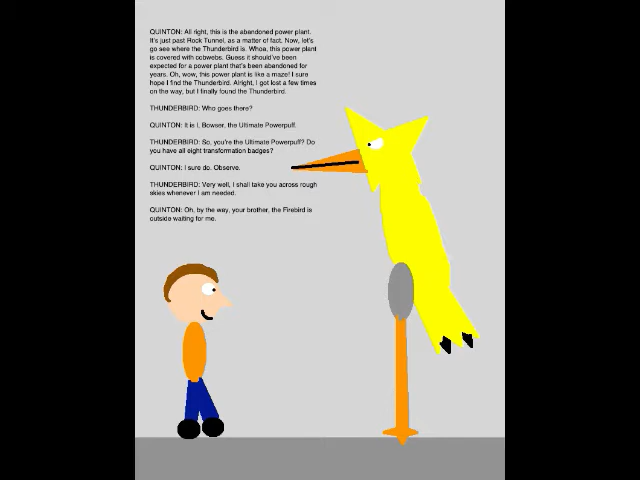 QUINTON: All right, this is the abandoned power plant.
It's just past Rock Tunnel, as a matter of fact. Now, let's
go see where the Thunderbird is. Whoa, this power plant
is covered with cobwebs. Guess it should've been
expected for a power plant that's been abandoned for
years. Oh, wow, this power plant is like a maze! I sure
hope I find the Thunderbird. Alright, I got lost a few times
on the way, but I finally found the Thunderbird.
THUNDERBIRD: Who goes there?
QUINTON: It is I, Bowser, the Ultimate Powerpuff.
THUNDERBIRD: So, you're the Ultimate Powerpuff? Do
you have all eight transformation badges?
QUINTON: I sure do. Observe.
THUNDERBIRD: Very well, I shall take you across rough
skies whenever I am needed.
QUINTON: Oh, by the way, your brother, the Firebird is
outside waiting for me.